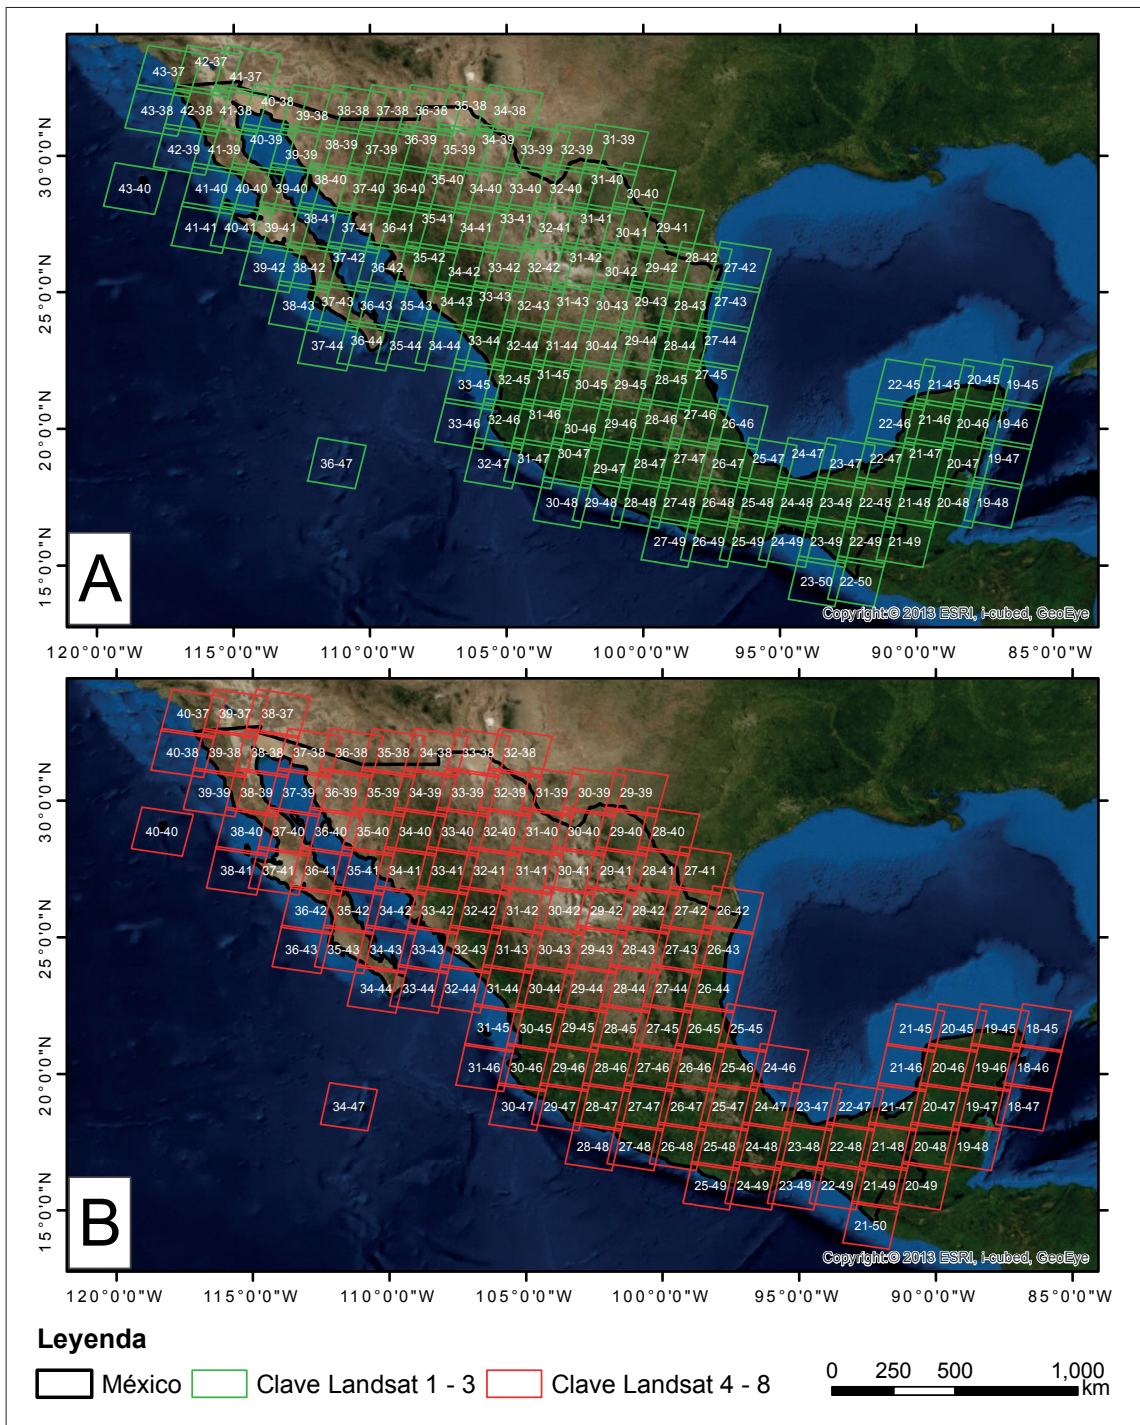 43-37 42-37 41-37
43-38 42-38 41-38 40-38 39-38 38-38 37-38 36-38 35-38 34-38
42-39 41-39 40-39 39-39 38-39 37-39 36-39 35-39 34-39 33-39 32-39 31-39
43-40 41-40 40-40 39-40 38-40 37-40 36-40 35-40 34-40 33-40 32-40 31-40 30-40
41-41 40-41 39-41 38-41 37-41 36-41 35-41 34-41 33-41 32-41 31-41 30-41 29-41
39-42 38-42 37-42 36-42 35-42 34-42 33-42 32-42 31-42 30-42 29-42 28-42 27-42
38-43 37-43 36-43 35-43 34-43 33-43 32-43 31-43 30-43 29-43 28-43 27-43
37-44 36-44 35-44 34-44 33-44 32-44 31-44 30-44 29-44 28-44 27-44
33-45 32-45 31-45 30-45 29-45 28-45 27-45 22-45 21-45 20-45 19-45
33-46 32-46 31-46 30-46 29-46 28-46 27-46 26-46 22-46 21-46 20-46 19-46
36-47 32-47 31-47 30-47 29-47 28-47 27-47 26-47 25-47 24-47 23-47 22-47 21-47 20-47 19-47
30-48 29-48 28-48 27-48 26-48 25-48 24-48 23-48 22-48 21-48 20-48 19-48
27-49 26-49 25-49 24-49 23-49 22-49 21-49
23-50 22-50
30°0'0"N
25°0'0"N
20°0'0"N
15°0'0"N
A
Copyright:© 2013 ESRI, i-cubed, GeoEye
120°0'0"W 115°0'0"W 110°0'0"W 105°0'0"W 100°0'0"W 95°0'0"W 90°0'0"W 85°0'0"W
40-37 39-37 38-37
40-38 39-38 38-38 37-38 36-38 35-38 34-38 33-38 32-38
39-39 38-39 37-39 36-39 35-39 34-39 33-39 32-39 31-39 30-39 29-39
40-40 38-40 37-40 36-40 35-40 34-40 33-40 32-40 31-40 30-40 29-40 28-40
38-41 37-41 36-41 35-41 34-41 33-41 32-41 31-41 30-41 29-41 28-41 27-41
36-42 35-42 34-42 33-42 32-42 31-42 30-42 29-42 28-42 27-42 26-42
36-43 35-43 34-43 33-43 32-43 31-43 30-43 29-43 28-43 27-43 26-43
34-44 33-44 32-44 31-44 30-44 29-44 28-44 27-44 26-44
31-45 30-45 29-45 28-45 27-45 26-45 25-45 21-45 20-45 19-45 18-45
31-46 30-46 29-46 28-46 27-46 26-46 25-46 24-46 21-46 20-46 19-46 18-46
34-47 30-47 29-47 28-47 27-47 26-47 25-47 24-47 23-47 22-47 21-47 20-47 19-47 18-47
28-48 27-48 26-48 25-48 24-48 23-48 22-48 21-48 20-48 19-48
25-49 24-49 23-49 22-49 21-49 20-49
21-50
30°0'0"N
25°0'0"N
20°0'0"N
15°0'0"N
B
Copyright:© 2013 ESRI, i-cubed, GeoEye
120°0'0"W 115°0'0"W 110°0'0"W 105°0'0"W 100°0'0"W 95°0'0"W 90°0'0"W 85°0'0"W
Leyenda
México Clave Landsat 1 - 3 Clave Landsat 4 - 8
0 250 500 1,000
km